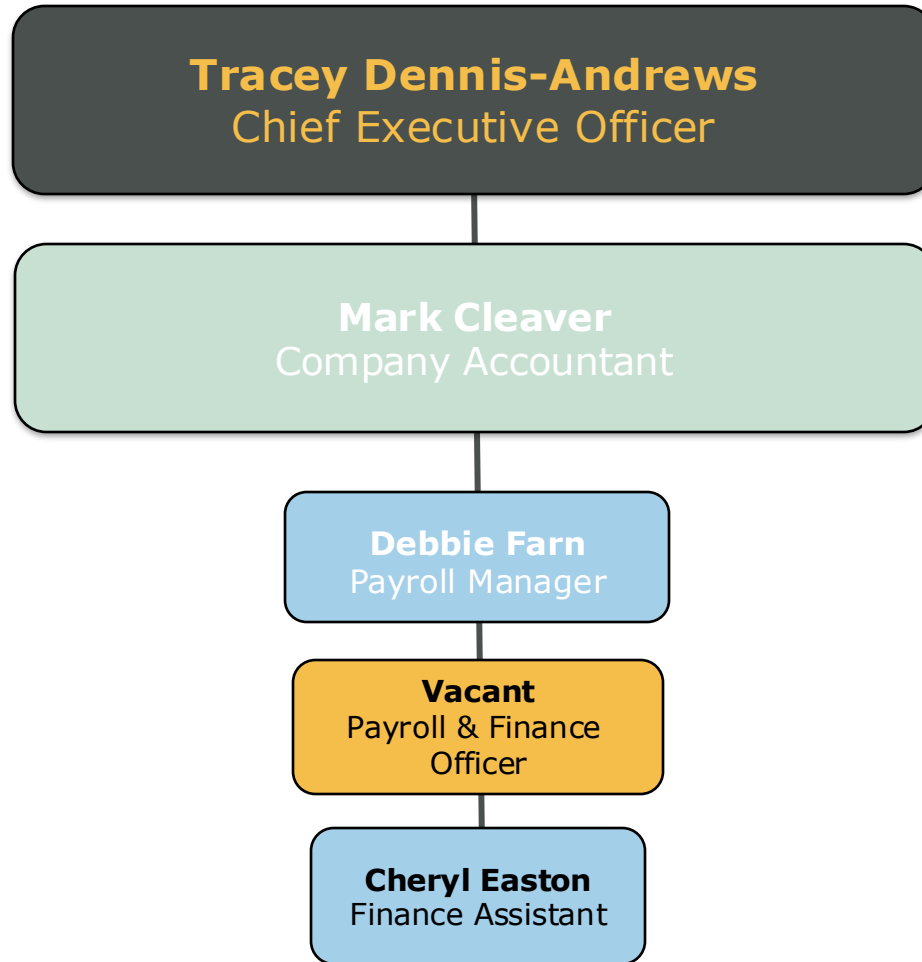 Tracey Dennis-Andrews
Chief Executive Officer
Mark Cleaver
Company Accountant
Debbie Farn
Payroll Manager
Vacant
Payroll & Finance
Officer
Cheryl Easton
Finance Assistant